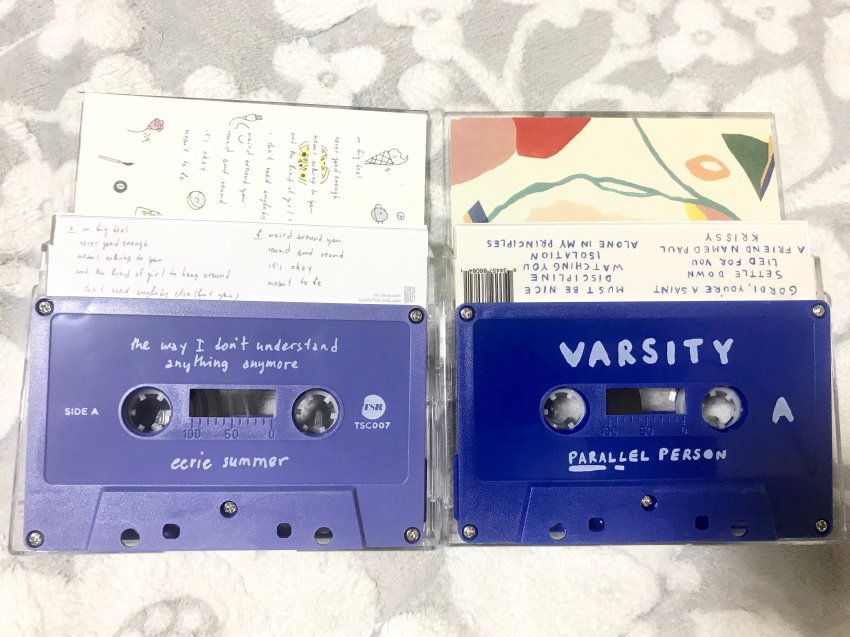 no big deal
never good enough
means asking to you
not the kind of girl
i don't need anybody
weird around you
round and round
it's okay
meant to be
a no big deal
never good enough
means asking to you
not the kind of girl to hang around
i don't need anybody else (but you)
b weird around you
round and round
it's okay
meant to be
the way I don't understand
anything anymore
SIDE A
100 50 0
TSR
TSC007
eerie summer
GORDI, YOU'RE A SAINT
SETTLE DOWN
LIED FOR YOU
A FRIEND NAMED PAUL
KRISSY
MUST BE NICE
DISCIPLINE
WATCHING YOU
ISOLATION
ALONE IN MY PRINCIPLES
VARSITY
A
100 50 0
PARALLEL PERSON